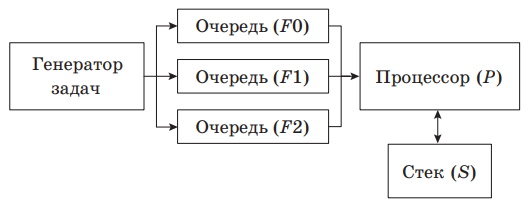 Генератор
задач
Очередь (F0)
Очередь (F1)
Очередь (F2)
Процессор (P)
Стек (S)